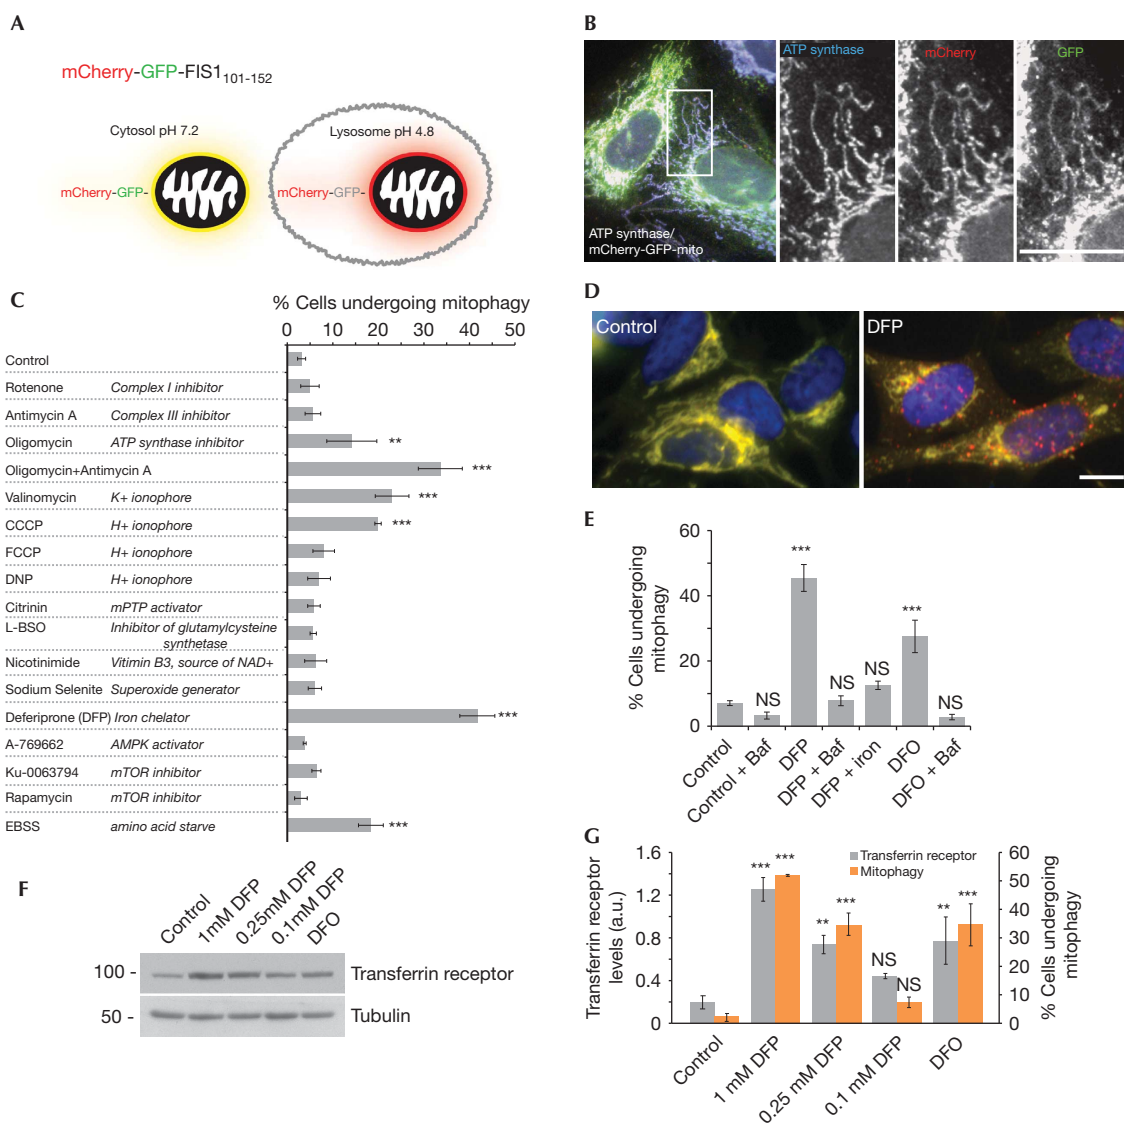 A
mCherry-GFP-FIS1101-152
Cytosol pH 7.2
Lysosome pH 4.8
mCherry-GFP-
mCherry-GFP-
B
ATP synthase
mCherry
GFP
ATP synthase/
mCherry-GFP-mito
C
% Cells undergoing mitophagy
0 10 20 30 40 50
Control
Rotenone Complex I inhibitor
Antimycin A Complex III inhibitor
Oligomycin ATP synthase inhibitor **
Oligomycin+Antimycin A ***
Valinomycin K+ ionophore ***
CCCP H+ ionophore ***
FCCP H+ ionophore
DNP H+ ionophore
Citrinin mPTP activator
L-BSO Inhibitor of glutamylcysteine
synthetase
Nicotinimide Vitimin B3, source of NAD+
Sodium Selenite Superoxide generator
Deferiprone (DFP) Iron chelator ***
A-769662 AMPK activator
Ku-0063794 mTOR inhibitor
Rapamycin mTOR inhibitor
EBSS amino acid starve ***
D
Control
DFP
E
% Cells undergoing
mitophagy
60
40
20
0
NS
***
NS
NS
***
NS
Control
Control + Baf
DFP
DFP + Baf
DFP + iron
DFO
DFO + Baf
F
Control
1mM DFP
0.25mM DFP
0.1mM DFP
DFO
100 -
Transferrin receptor
50 -
Tubulin
G
Transferrin receptor
levels (a.u.)
1.6
1.2
0.8
0.4
0
Transferrin receptor
Mitophagy
*** ***
** ***
NS
NS
** ***
60
50
40
30
20
10
0
% Cells undergoing
mitophagy
Control
1 mM DFP
0.25 mM DFP
0.1 mM DFP
DFO